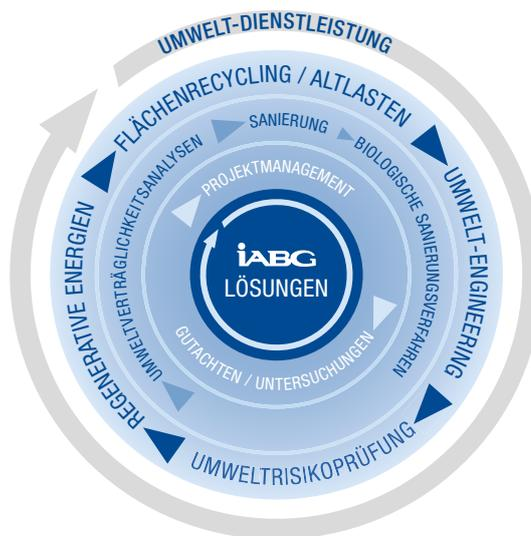 UMWELT-DIENSTLEISTUNG
FLÄCHENRECYCLING / ALTLASTEN
UMWELT-ENGINEERING
UMWELTRISIKOPRÜFUNG
REGENERATIVE ENERGIEN
UMWELTVERTRÄGLICHKEITSANALYSEN
SANIERUNG
BIOLOGISCHE SANIERUNGSVERFAHREN
PROJEKTMANAGEMENT
GUTACHTEN / UNTERSUCHUNGEN
iABG
LÖSUNGEN